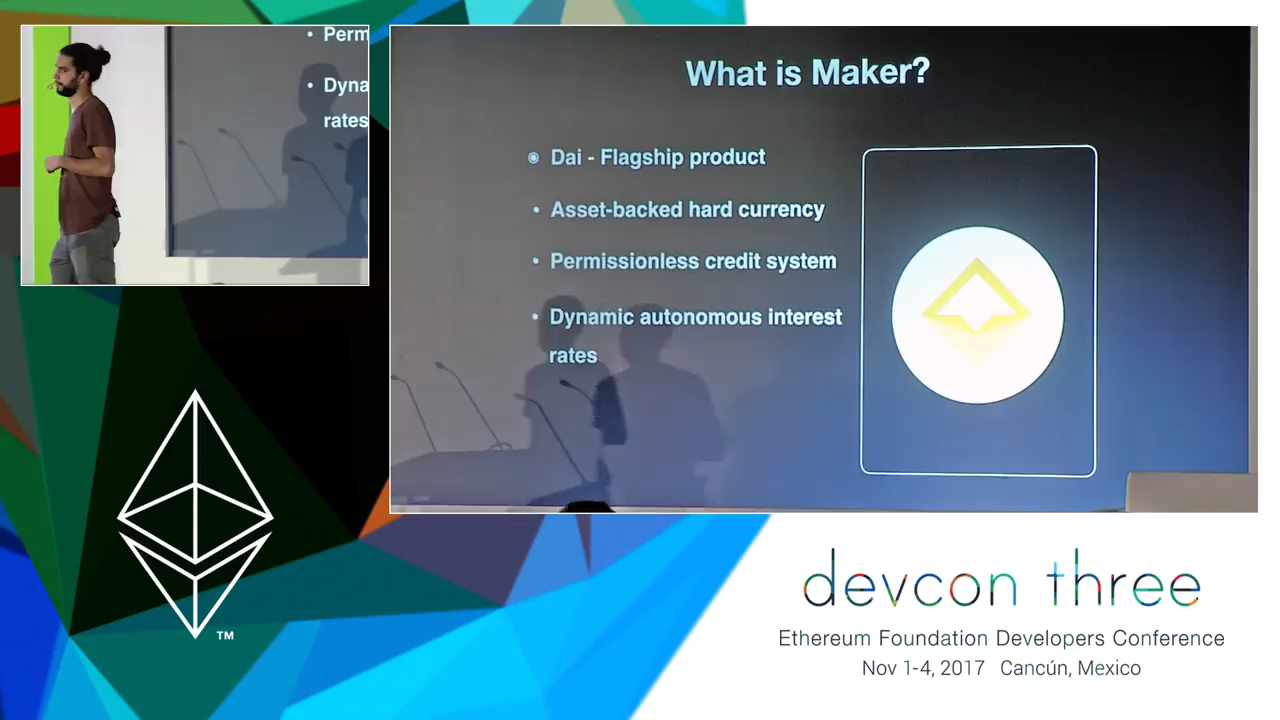 • Perm
• Dyna
rates
What is Maker?
Dai - Flagship product
• Asset-backed hard currency
• Permissionless credit system
• Dynamic autonomous interest
rates
TM
devcon three
Ethereum Foundation Developers Conference
Nov 1-4, 2017 Cancún, Mexico